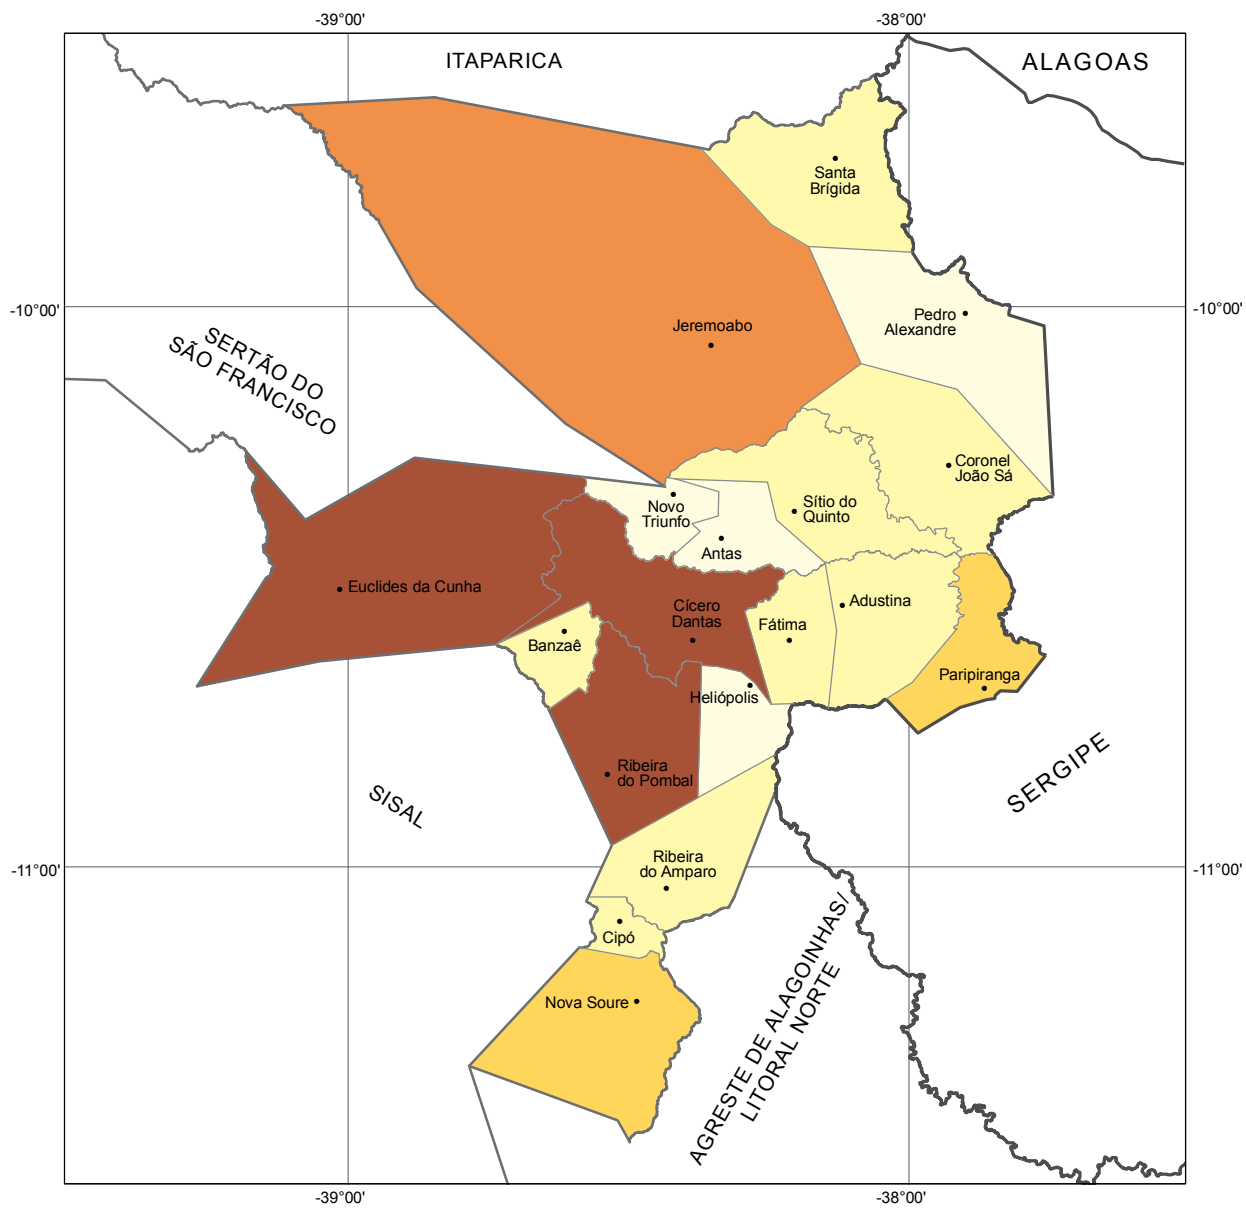 -39°00'
-38°00'
ITAPARICA
ALAGOAS
Santa
Brígida
-10°00'
-10°00'
Pedro
Alexandre
Jeremoabo
SERTÃO DO
SÃO FRANCISCO
Coronel
João Sá
Sítio do
Quinto
Novo
Triunfo
Antas
Euclides da Cunha
Cícero
Dantas
Adustina
Fátima
Banzaê
Paripiranga
Heliópolis
Ribeira
do Pombal
SISAL
SERGIPE
-11°00'
-11°00'
Ribeira
do Amparo
Cipó
Nova Soure
AGRESTE DE ALAGOINHAS/
LITORAL NORTE
-39°00'
-38°00'